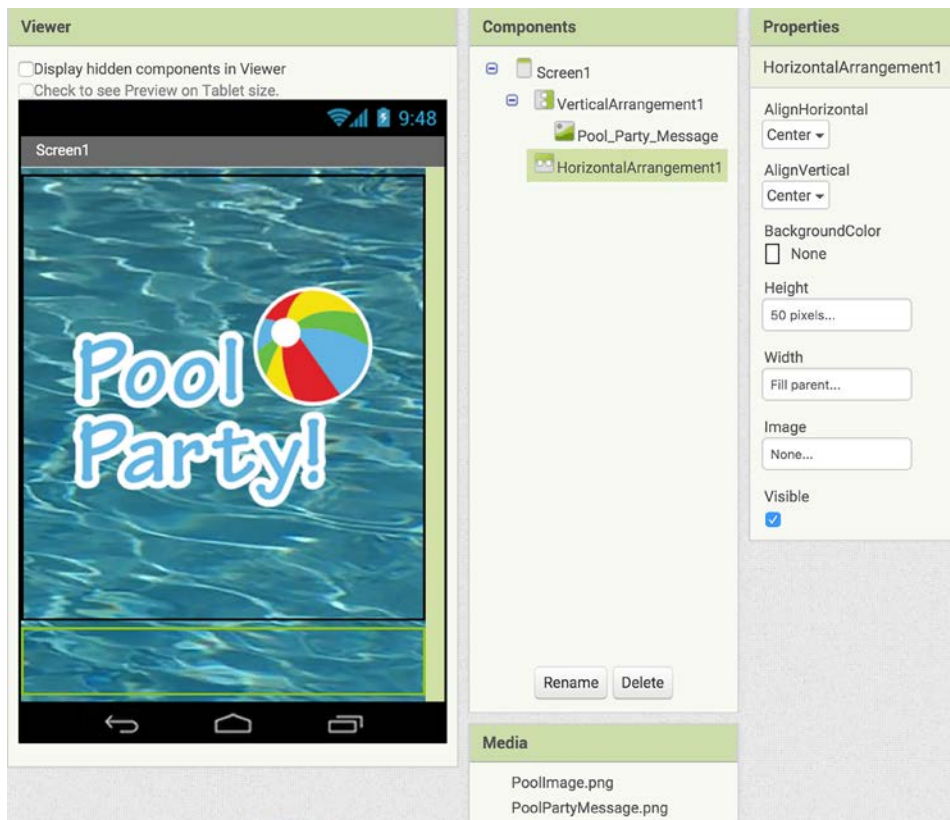 Viewer
Display hidden components in Viewer
Check to see Preview on Tablet size.
9:48
Screen1
Pool
Party!
Components
Screen1
VerticalArrangement1
Pool_Party_Message
HorizontalArrangement1
Rename Delete
Media
PoolImage.png
PoolPartyMessage.png
Properties
HorizontalArrangement1
AlignHorizontal
Center
AlignVertical
Center
BackgroundColor
None
Height
50 pixels...
Width
Fill parent...
Image
None...
Visible